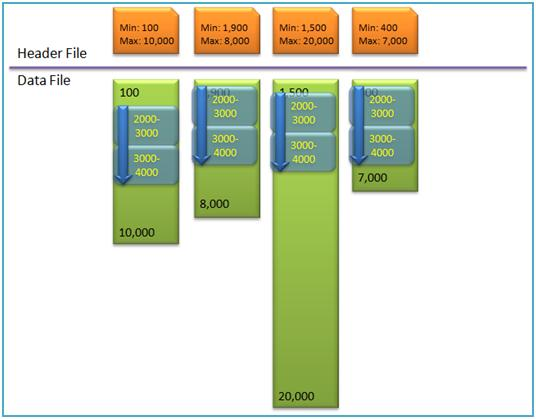 Min: 100
Max: 10,000
Min: 1,900
Max: 8,000
Min: 1,500
Max: 20,000
Min: 400
Max: 7,000
Header File
Data File
100
2000-
3000
3000-
4000
10,000
2000-
3000
3000-
4000
8,000
1,500
2000-
3000
3000-
4000
20,000
2000-
3000
3000-
4000
7,000